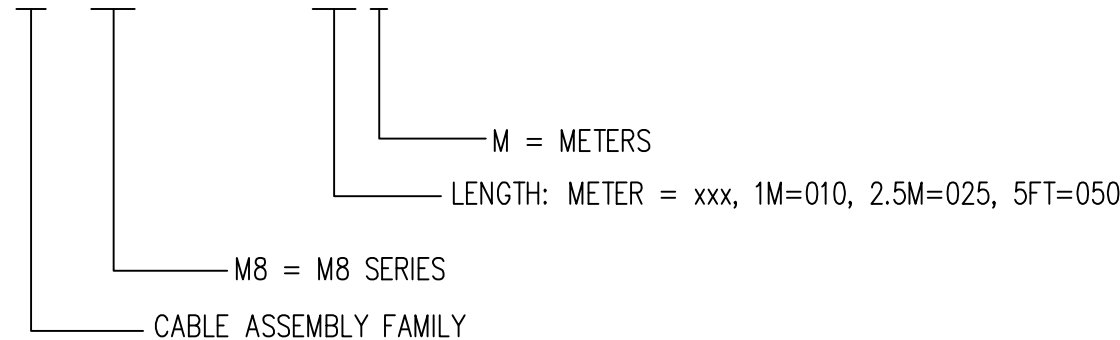 M = METERS
LENGTH: METER = xxx, 1M=010, 2.5M=025, 5FT=050
M8 = M8 SERIES
CABLE ASSEMBLY FAMILY